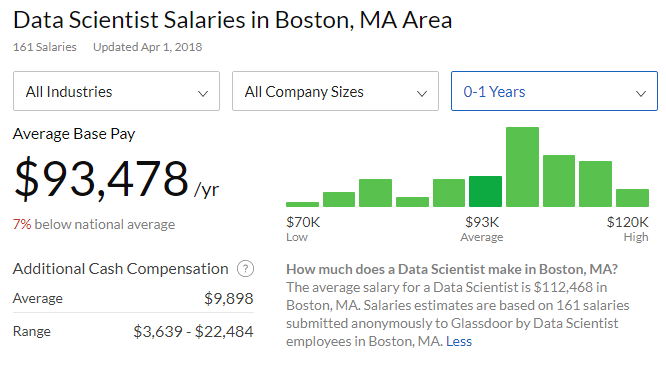 Data Scientist Salaries in Boston, MA Area
161 Salaries Updated Apr 1, 2018
All Industries
All Company Sizes
0-1 Years
Average Base Pay
$93,478 /yr
7% below national average
$70K
Low
$93K
Average
$120K
High
Additional Cash Compensation ?
Average $9,898
Range $3,639 - $22,484
How much does a Data Scientist make in Boston, MA?
The average salary for a Data Scientist is $112,468 in
Boston, MA. Salaries estimates are based on 161 salaries
submitted anonymously to Glassdoor by Data Scientist
employees in Boston, MA. Less